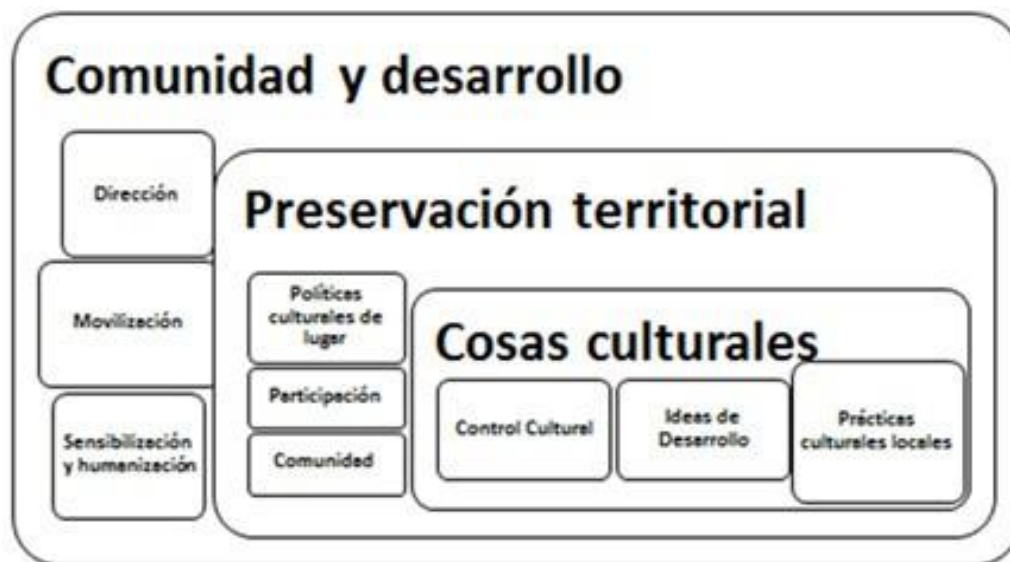 Comunidad y desarrollo
Dirección
Movilización
Sensibilización
y humanización
Preservación territorial
Políticas
culturales de
lugar
Participación
Comunidad
Cosas culturales
Control Cultural
Ideas de
Desarrollo
Prácticas
culturales locales